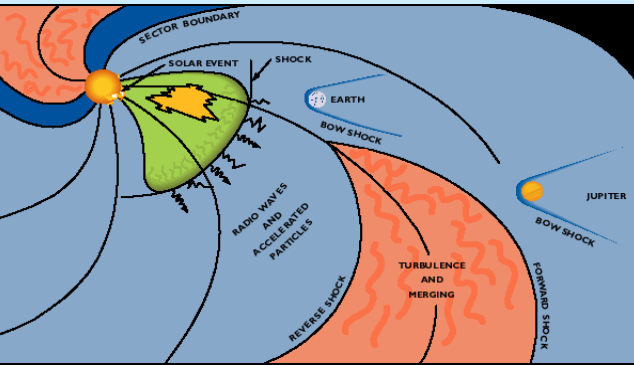 SECTOR BOUNDARY
SOLAR EVENT
SHOCK
EARTH
BOW SHOCK
JUPITER
BOW SHOCK
RADIO WAVES
AND
ACCELERATED
PARTICLES
TURBULENCE
AND
MERGING
REVERSE SHOCK
FORWARD SHOCK